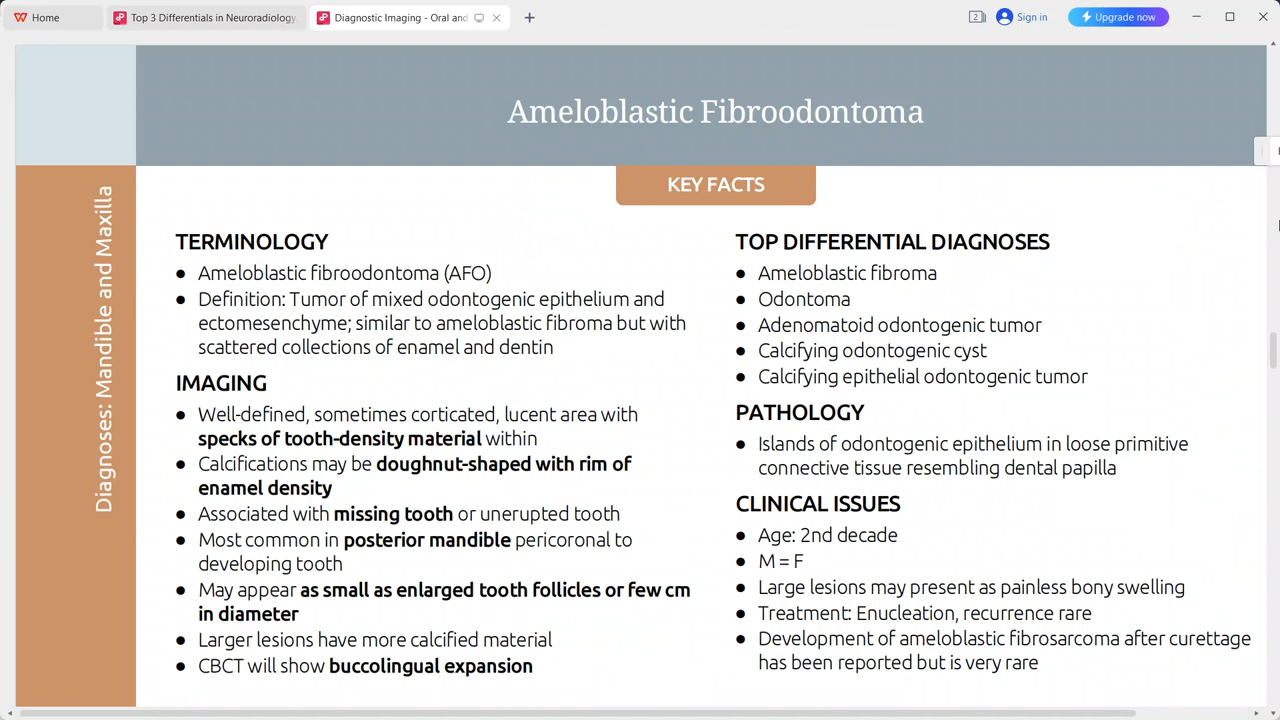 Home
Top 3 Differentials in Neuroradiology.
Diagnostic Imaging - Oral and
2
Sign in
Upgrade now
Ameloblastic Fibroodontoma
KEY FACTS
Diagnoses: Mandible and Maxilla
TERMINOLOGY
● Ameloblastic fibroodontoma (AFO)
● Definition: Tumor of mixed odontogenic epithelium and
ectomesenchyme; similar to ameloblastic fibroma but with
scattered collections of enamel and dentin
IMAGING
● Well-defined, sometimes corticated, lucent area with
specks of tooth-density material within
● Calcifications may be doughnut-shaped with rim of
enamel density
● Associated with missing tooth or unerupted tooth
● Most common in posterior mandible pericoronal to
developing tooth
● May appear as small as enlarged tooth follicles or few cm
in diameter
● Larger lesions have more calcified material
● CBCT will show buccolingual expansion
TOP DIFFERENTIAL DIAGNOSES
● Ameloblastic fibroma
● Odontoma
● Adenomatoid odontogenic tumor
● Calcifying odontogenic cyst
● Calcifying epithelial odontogenic tumor
PATHOLOGY
● Islands of odontogenic epithelium in loose primitive
connective tissue resembling dental papilla
CLINICAL ISSUES
● Age: 2nd decade
● M = F
● Large lesions may present as painless bony swelling
● Treatment: Enucleation, recurrence rare
● Development of ameloblastic fibrosarcoma after curettage
has been reported but is very rare